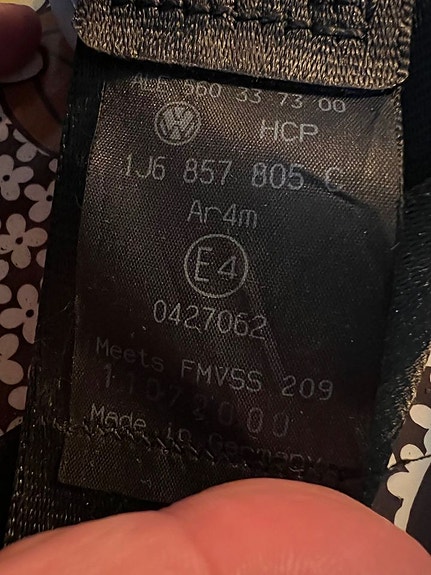 560 33 73 00
HCP
1J6 857 805 C
Ar4m
E4
0427062
Meets FMVSS 209
Made in Germany